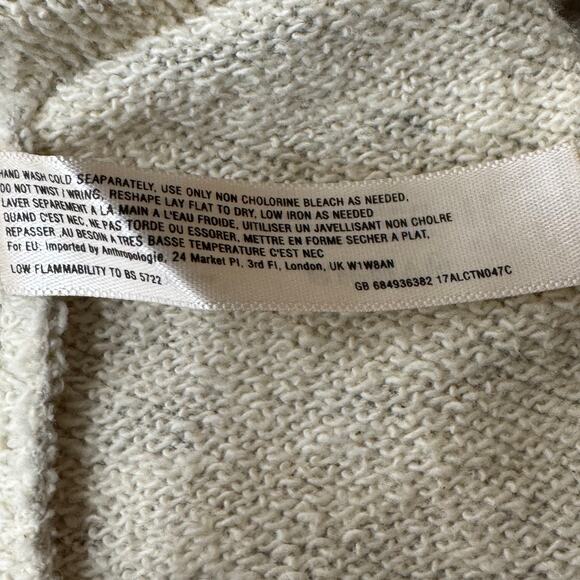 HAND WASH COLD SEAPARATELY, USE ONLY NON CHOLORINE BLEACH AS NEEDED,
DO NOT TWIST / WRING, RESHAPE LAY FLAT TO DRY, LOW IRON AS NEEDED
LAVER SEPAREMENT A LA MAIN A L'EAU FROIDE, UITILISER UN JAVELLISANT NON CHOLRE
QUAND C'EST NEC, NE PAS TORDE OU ESSORER, METTRE EN FORME SECHER A PLAT,
REPASSER ,AU BESOIN A TRES BASSE TEMPERATURE C'EST NEC
For EU: Imported by Anthropologie, 24 Market Pl, 3rd Fl, London, UK W1W8AN
LOW FLAMMABILITY TO BS 5722
GB 684936382 17ALCTN047C